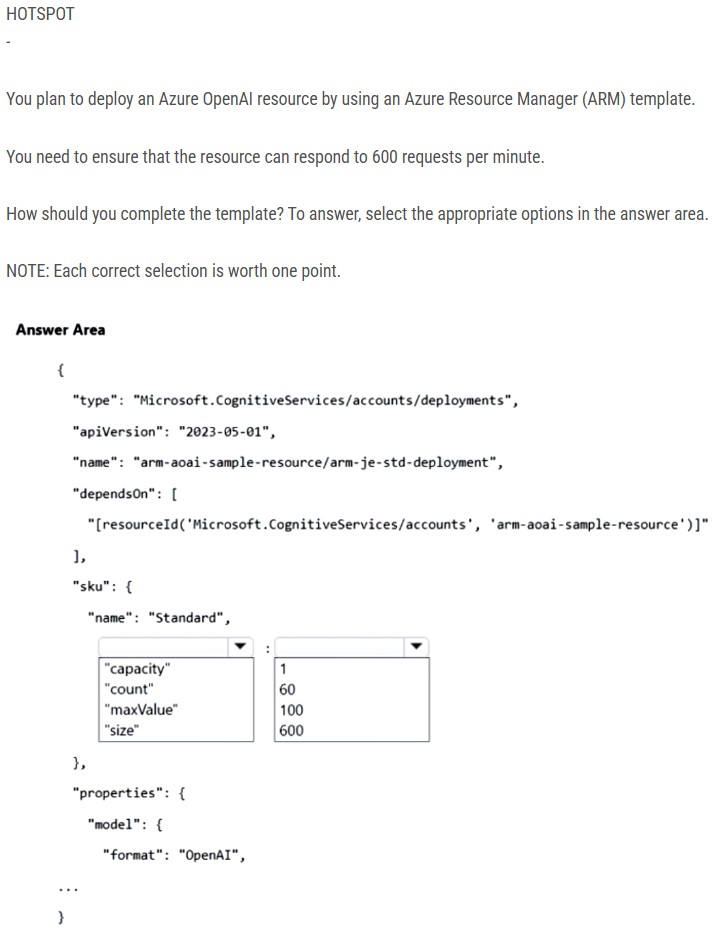 HOTSPOT
-
You plan to deploy an Azure OpenAI resource by using an Azure Resource Manager (ARM) template.
You need to ensure that the resource can respond to 600 requests per minute.
How should you complete the template? To answer, select the appropriate options in the answer area.
NOTE: Each correct selection is worth one point.
Answer Area
{
"type": "Microsoft.CognitiveServices/accounts/deployments",
"apiVersion": "2023-05-01",
"name": "arm-aoai-sample-resource/arm-je-std-deployment",
"dependsOn": [
"[resourceId('Microsoft.CognitiveServices/accounts', 'arm-aoai-sample-resource')]"
],
"sku": {
"name": "Standard",
:
"capacity" 1
"count" 60
"maxValue" 100
"size" 600
},
"properties": {
"model": {
"format": "OpenAI",
...
}